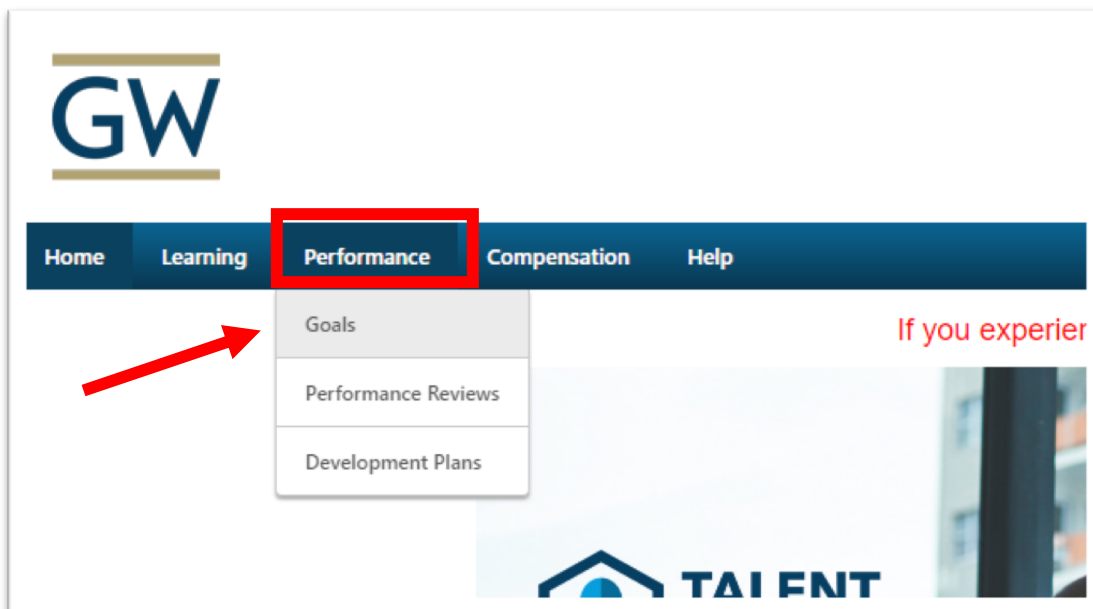 GW
Home Learning Performance Compensation Help
Goals
If you experier
Performance Reviews
Development Plans
TALENT